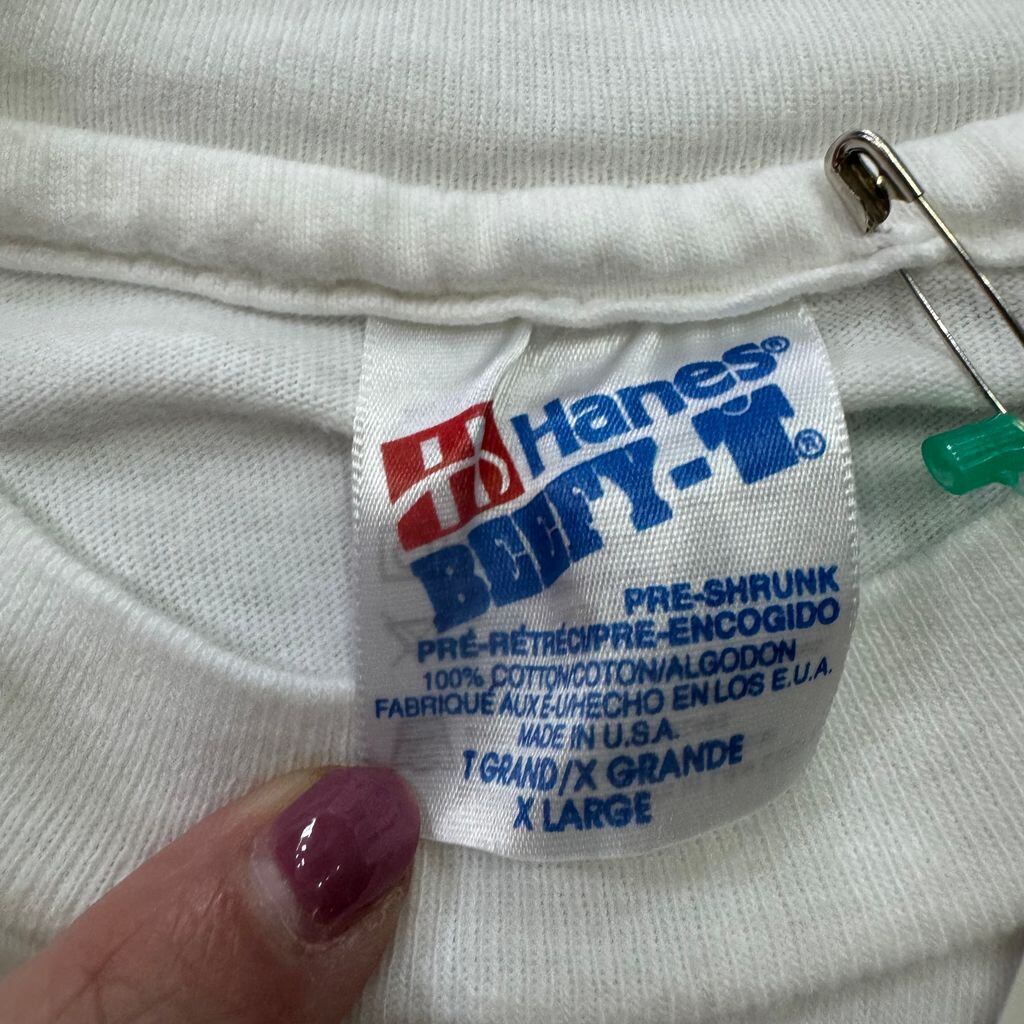 H Hanes®
BEEFY-T®
PRE-SHRUNK
PRÉ-RÉTRÉCI/PRE-ENCOGIDO
100% COTTON/COTON/ALGODON
FABRIQUÉ AUX E-U/HECHO EN LOS E.U.A.
MADE IN U.S.A.
T GRAND/X GRANDE
X LARGE